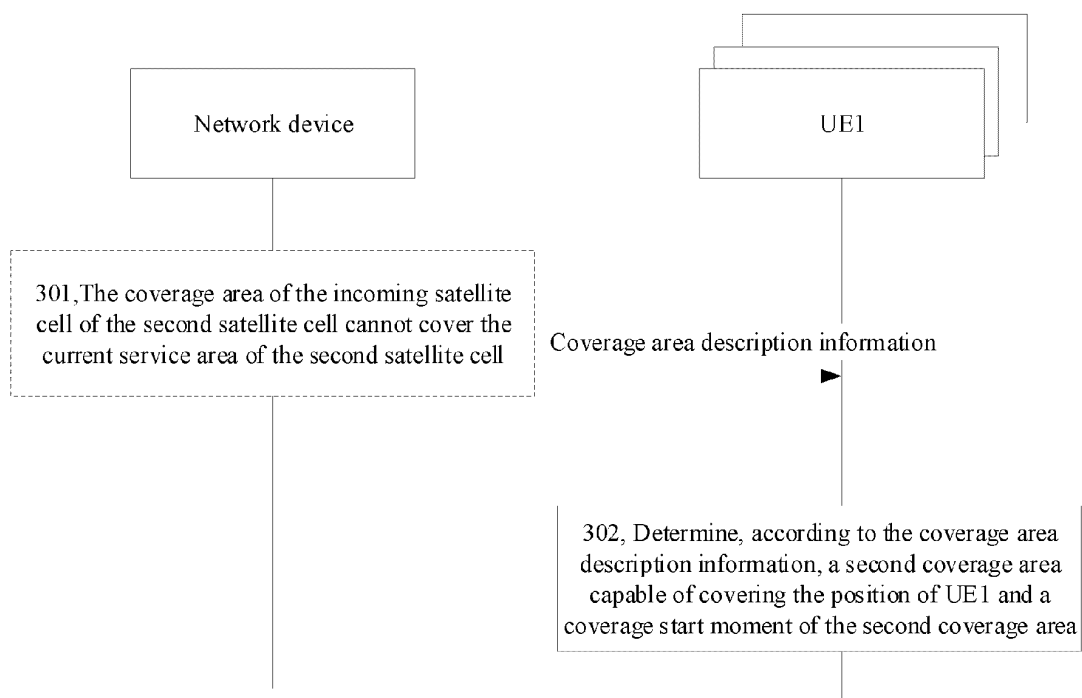 Network device
UE1
301,The coverage area of the incoming satellite
cell of the second satellite cell cannot cover the
current service area of the second satellite cell
Coverage area description information
302, Determine, according to the coverage area
description information, a second coverage area
capable of covering the position of UE1 and a
coverage start moment of the second coverage area